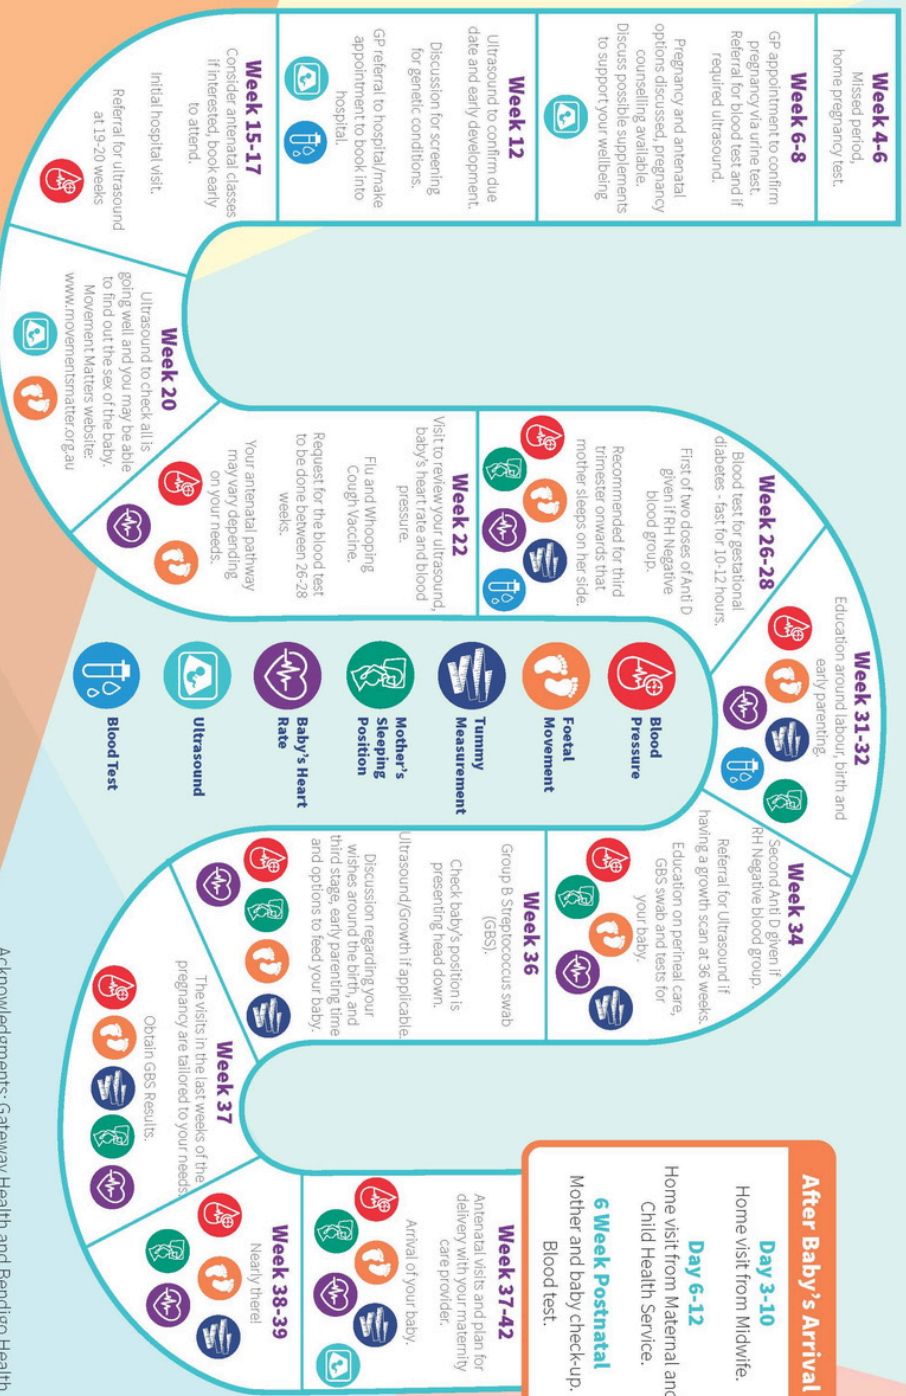 Week 4-6
Missed period,
home pregnancy test.
Week 6-8
GP appointment to confirm
pregnancy via urine test.
Referral for blood test and if
required ultrasound.
Pregnancy and antenatal
options discussed, pregnancy
counselling available.
Discuss possible supplements
to support your wellbeing
Week 12
Ultrasound to confirm due
date and early development.
Discussion for screening
for genetic conditions.
GP referral to hospital/make
appointment to book into
hospital.
Week 15-17
Consider antenatal classes
if interested, book early
to attend.
Initial hospital visit.
Referral for ultrasound
at 19-20 weeks
Week 20
Ultrasound to check all is
going well and you may be able
to find out the sex of the baby.
Movement Matters website:
www.movementsmatter.org.au
Week 22
Visit to review your ultrasound,
baby's heart rate and blood
pressure.
Flu and Whooping
Cough Vaccine.
Request for the blood test
to be done between 26-28
weeks.
Your antenatal pathway
may vary depending
on your needs.
Week 26-28
Blood test for gestational
diabetes - fast for 10-12 hours.
First of two doses of Anti D
given if RH Negative
blood group.
Recommended for third
trimester onwards that
mother sleeps on her side.
Week 31-32
Education around labour, birth and
early parenting.
Week 34
Second Anti D given if
RH Negative blood group.
Referral for Ultrasound if
having a growth scan at 36 weeks.
Education on perineal care,
GBS swab and tests for
your baby.
Week 36
Group B Streptococcus swab
(GBS).
Check baby's position is
presenting head down.
Ultrasound/Growth if applicable.
Discussion regarding your
wishes around the birth, and
third stage, early parenting time
and options to feed your baby.
Week 37
The visits in the last weeks of the
pregnancy are tailored to your needs.
Obtain GBS Results.
Week 38-39
Nearly there!
Week 37-42
Antenatal visits and plan for
delivery with your maternity
care provider.
Arrival of your baby.
Blood
Pressure
Foetal
Movement
Tummy
Measurement
Mother's
Sleeping
Position
Baby's Heart
Rate
Ultrasound
Blood Test
After Baby's Arrival
Day 3-10
Home visit from Midwife.
Day 6-12
Home visit from Maternal and
Child Health Service.
6 Week Postnatal
Mother and baby check-up.
Blood test.
Acknowledgments: Gateway Health and Bendigo Health